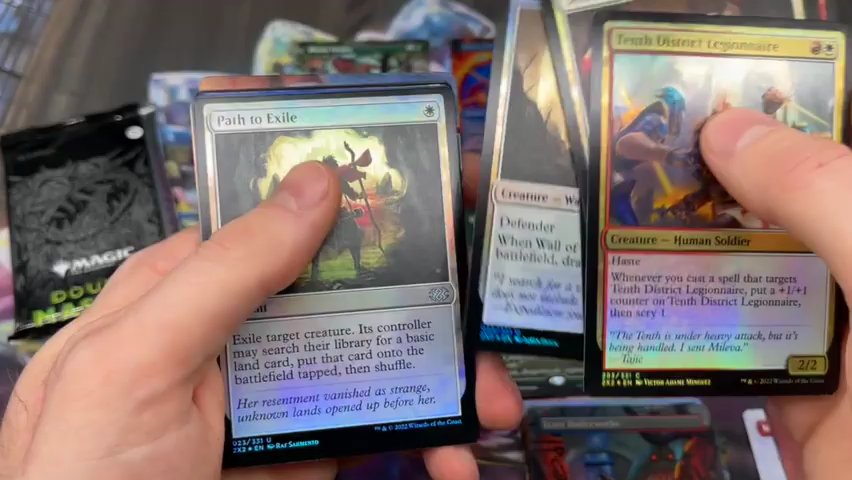 Path to Exile
Exile target creature. Its controller
may search their library for a basic
land card, put that card onto the
battlefield tapped, then shuffle.
Her resentment vanished as strange,
unknown lands opened up before her.
023/331 U
2X2 EN RAF SARMENTO
™ & © 2022 Wizards of the Coast
MAGIC
Creature — Wa
Defender
When Wall of
battlefield, dra
"I search for a
Tenth District Legionnaire
Creature — Human Soldier
Haste
Whenever you cast a spell that targets
Tenth District Legionnaire, put a +1/+1
counter on Tenth District Legionnaire,
then scry 1.
"The Tenth is under heavy attack, but it's
being handled. I sent Mileva."
—Tajic
2/2
2X2 EN VICTOR ADAME MINGUEZ
™ & © 2022 Wizards of the Coast